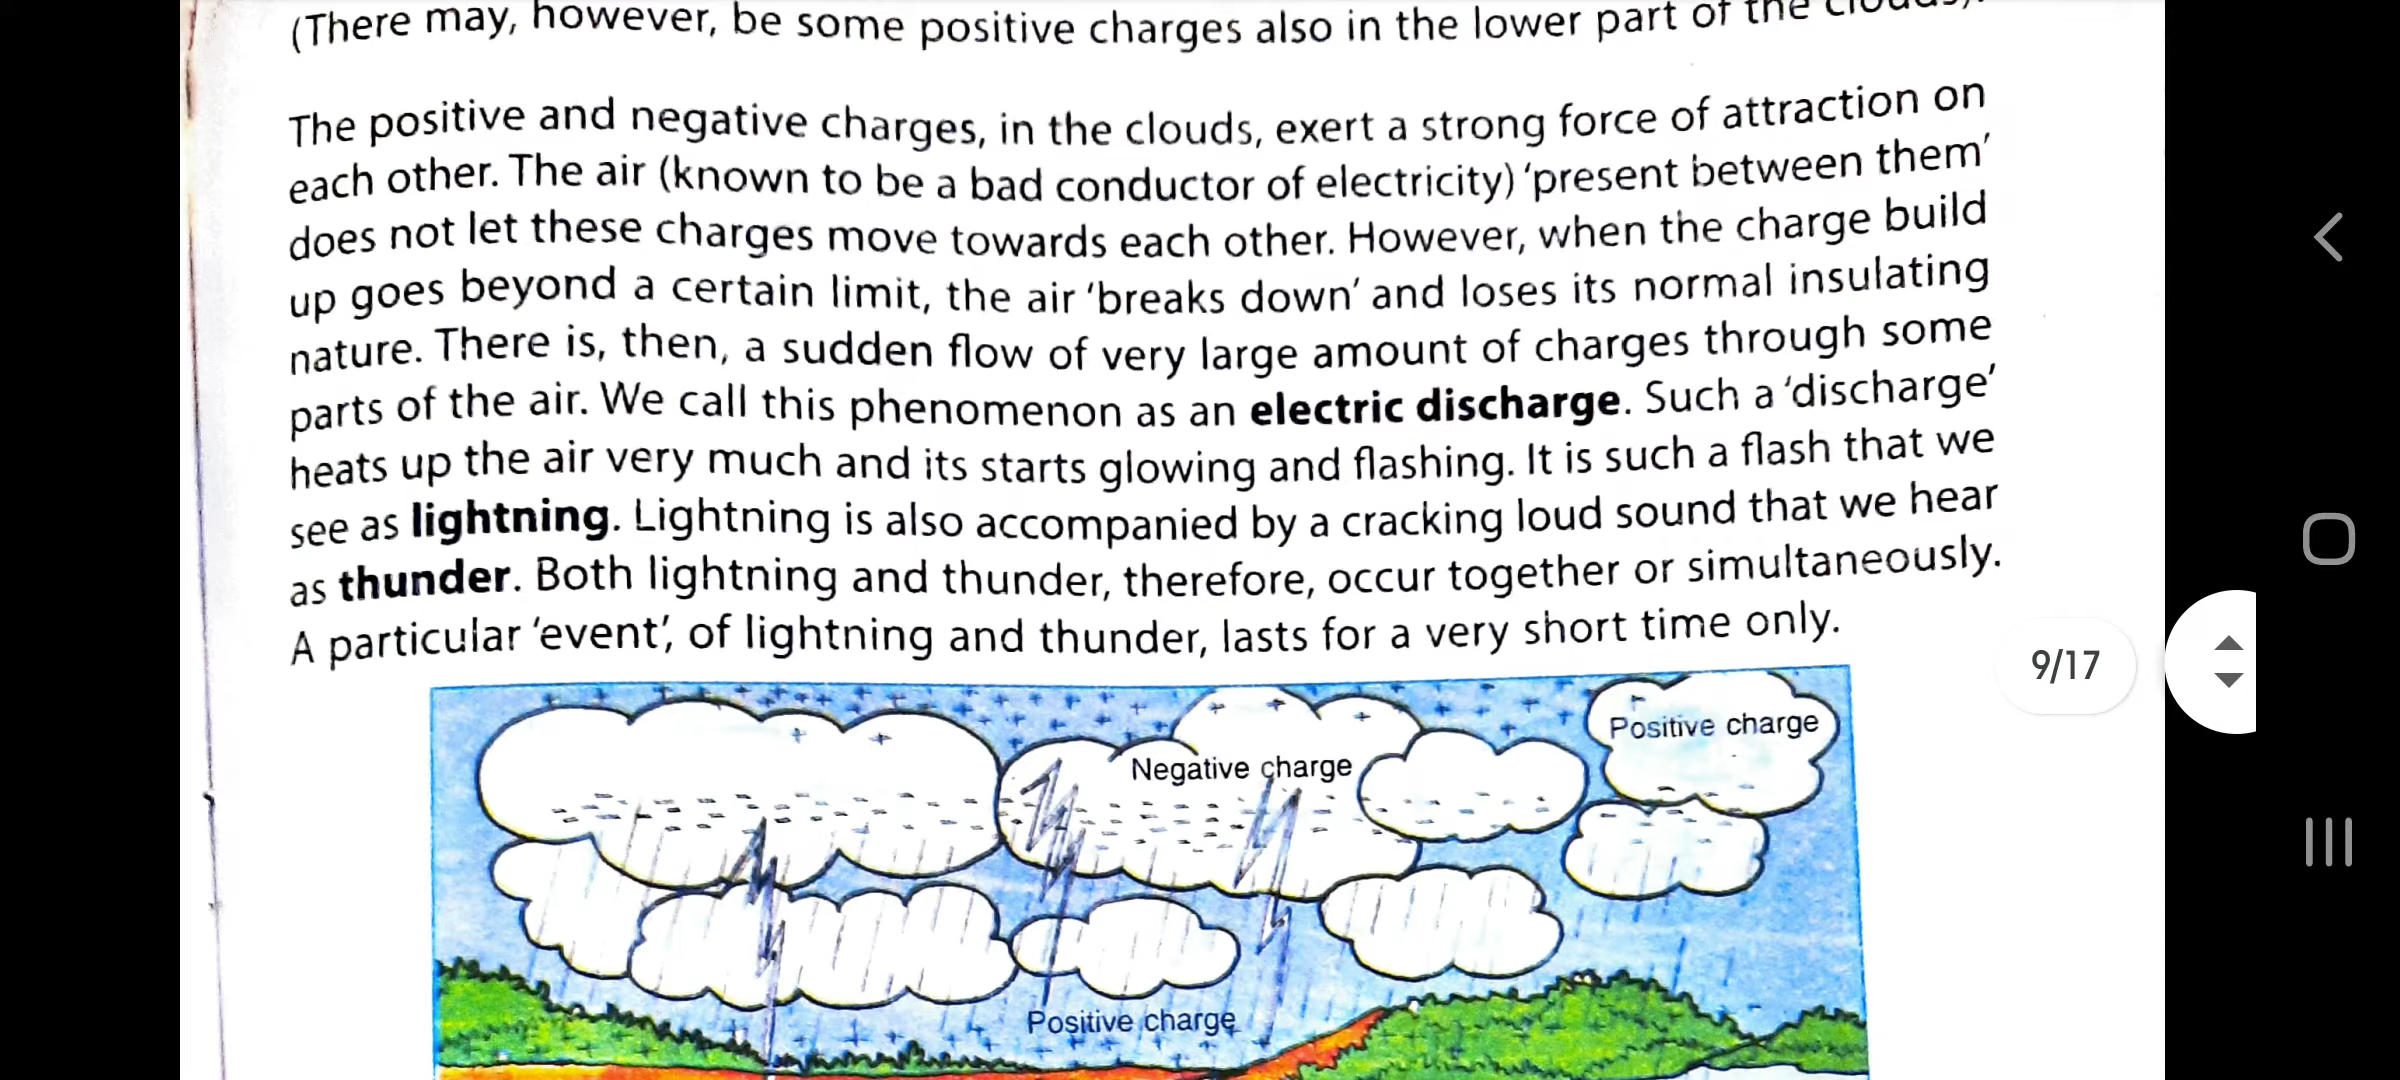 (There may, however, be some positive charges also in the lower part of the clouds).
The positive and negative charges, in the clouds, exert a strong force of attraction on
each other. The air (known to be a bad conductor of electricity) ‘present between them’
does not let these charges move towards each other. However, when the charge build
up goes beyond a certain limit, the air ‘breaks down’ and loses its normal insulating
nature. There is, then, a sudden flow of very large amount of charges through some
parts of the air. We call this phenomenon as an electric discharge. Such a ‘discharge’
heats up the air very much and its starts glowing and flashing. It is such a flash that we
see as lightning. Lightning is also accompanied by a cracking loud sound that we hear
as thunder. Both lightning and thunder, therefore, occur together or simultaneously.
A particular ‘event’, of lightning and thunder, lasts for a very short time only.
9/17
Positive charge
Negative charge
Positive charge